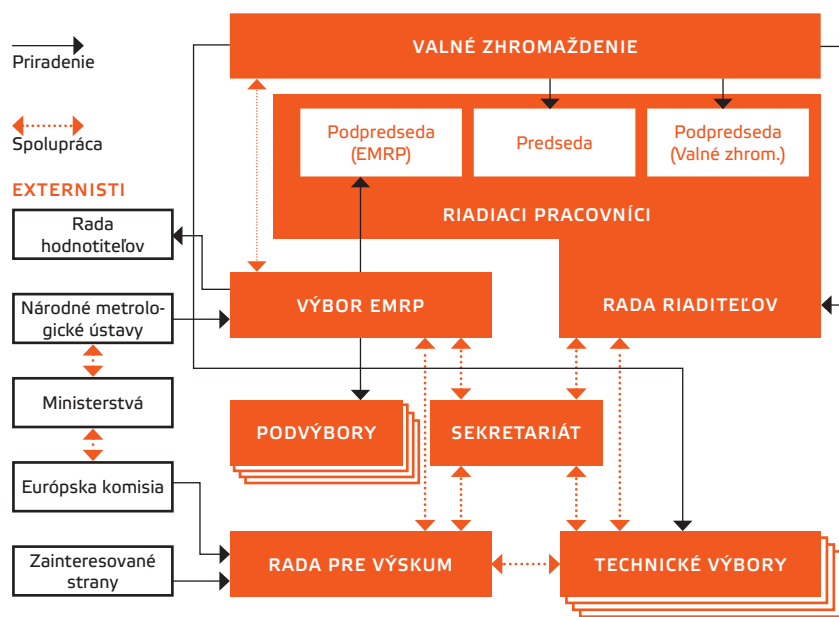 VALNÉ ZHROMAŽDENIE
Priradenie
Spolupráca
Podpredseda
(EMRP)
Predseda
Podpredseda
(Valné zhrom.)
RIADIACI PRACOVNÍCI
EXTERNISTI
Rada
hodnotiteľov
Národné metrolo-
gické ústavy
Ministerstvá
Európska komisia
Zainteresované
strany
VÝBOR EMRP
RADA RIADITEĽOV
PODVÝBORY
SEKRETARIÁT
RADA PRE VÝSKUM
TECHNICKÉ VÝBORY